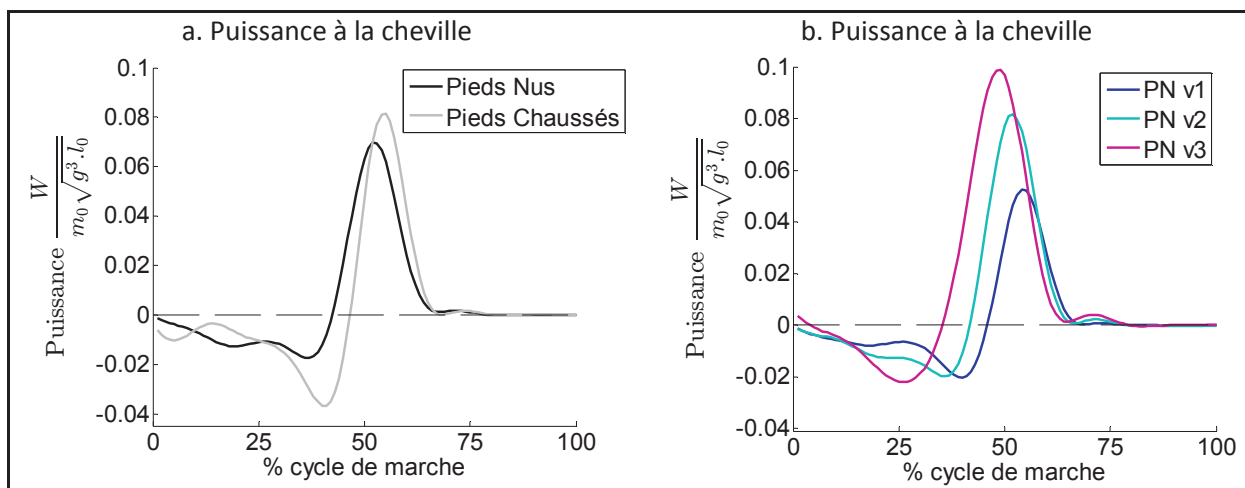 a. Puissance à la cheville
Puissance W / m₀√g³.l₀
0.1
0.08
0.06
0.04
0.02
0
-0.02
-0.04
0 25 50 75 100
% cycle de marche
Pieds Nus
Pieds Chaussés
b. Puissance à la cheville
Puissance W / m₀√g³.l₀
0.1
0.08
0.06
0.04
0.02
0
-0.02
-0.04
0 25 50 75 100
% cycle de marche
PN v1
PN v2
PN v3